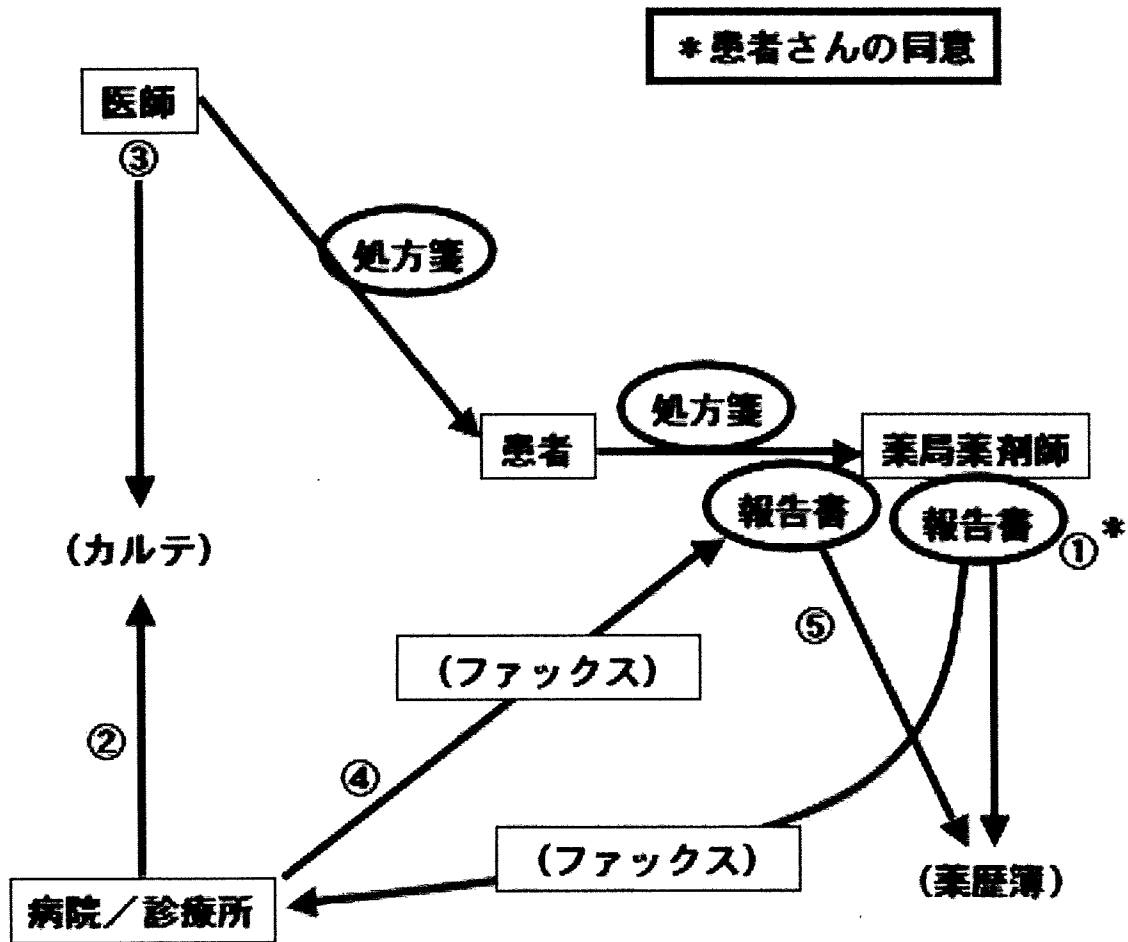 ＊患者さんの同意
医師
③
処方箋
処方箋
患者
薬局薬剤師
報告書
報告書
①＊
（カルテ）
⑤
（ファックス）
②
④
（ファックス）
（薬歴簿）
病院／診療所